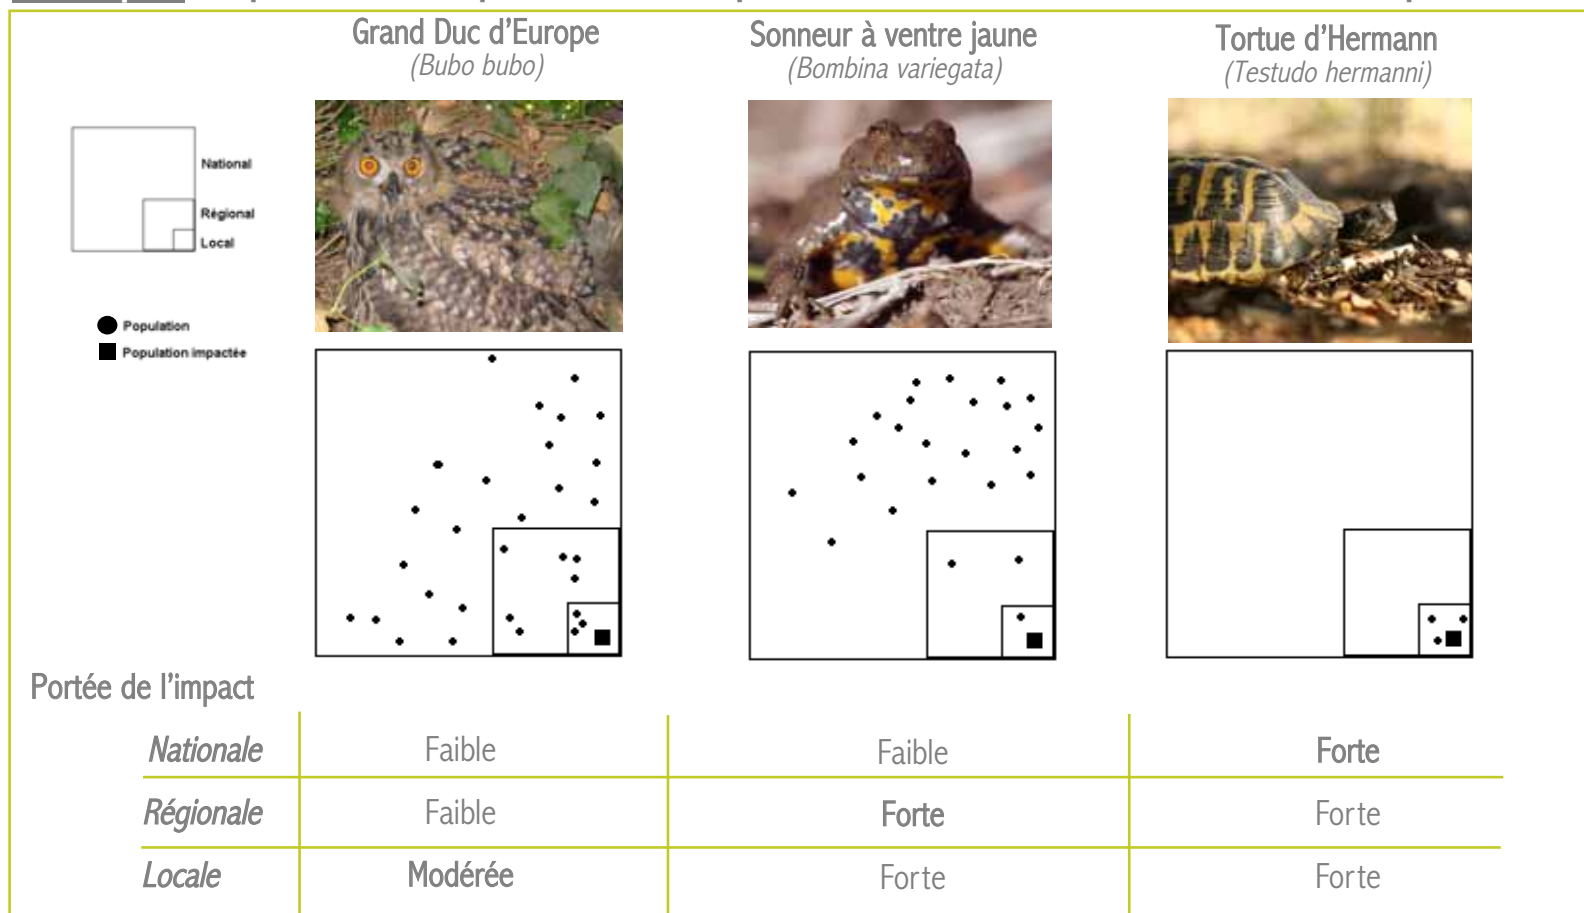 Grand Duc d'Europe
(Bubo bubo)
Sonneur à ventre jaune
(Bombina variegata)
Tortue d'Hermann
(Testudo hermanni)
National
Régional
Local
Population
Population impactée
Portée de l'impact
Nationale Faible Faible Forte
Régionale Faible Forte Forte
Locale Modérée Forte Forte